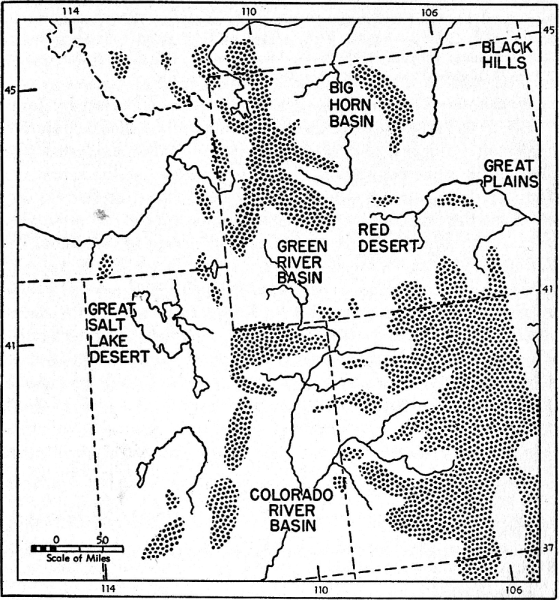 114
110
106
45
45
BLACK
HILLS
BIG
HORN
BASIN
GREAT
PLAINS
RED
DESERT
GREEN
RIVER
BASIN
41
GREAT
SALT
LAKE
DESERT
41
COLORADO
RIVER
BASIN
0 50
Scale of Miles
37
114
110
106